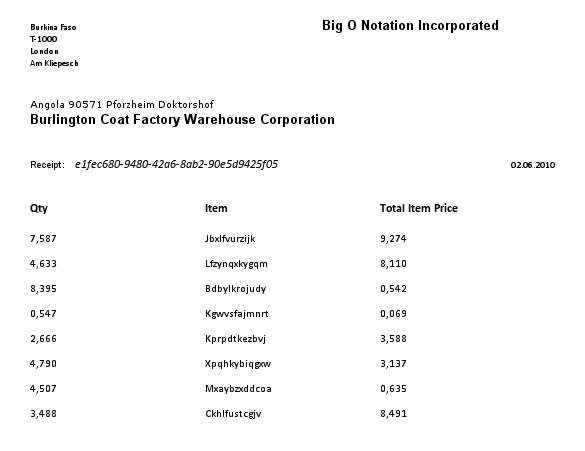 Burkina Faso
T-1000
London
Am Kliepesch
Big O Notation Incorporated
Angola 90571 Pforzheim Doktorshof
Burlington Coat Factory Warehouse Corporation
Receipt: e1fec680-9480-42a6-8ab2-90e5d9425f05 02.06.2010
Qty Item Total Item Price
7,587 Jbxlfvurzijk 9,274
4,633 Lfzynqxkygqm 8,110
8,395 Bdbylkrojudy 0,542
0,547 Kgwvsfajmnrt 0,069
2,666 Kprpdtkezbvj 3,588
4,790 Xpqhkybiqgxw 3,137
4,507 Mxaybzxddcoa 0,635
3,488 Ckhlfustcgjv 8,491